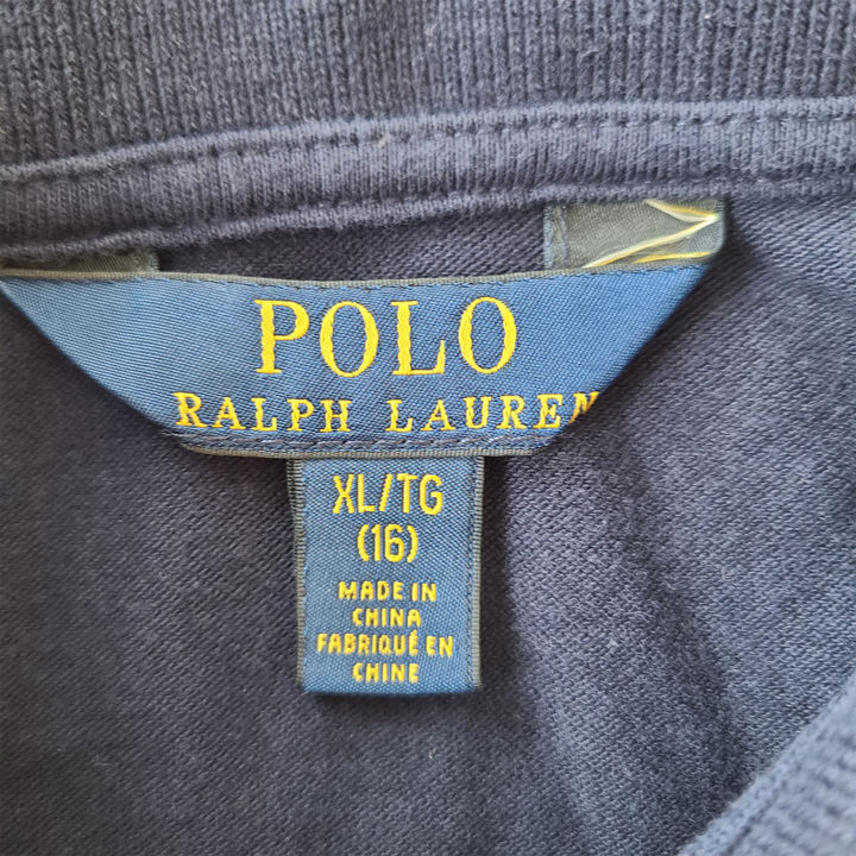 POLO
RALPH LAUREN
XL/TG
(16)
MADE IN
CHINA
FABRIQUÉ EN
CHINE